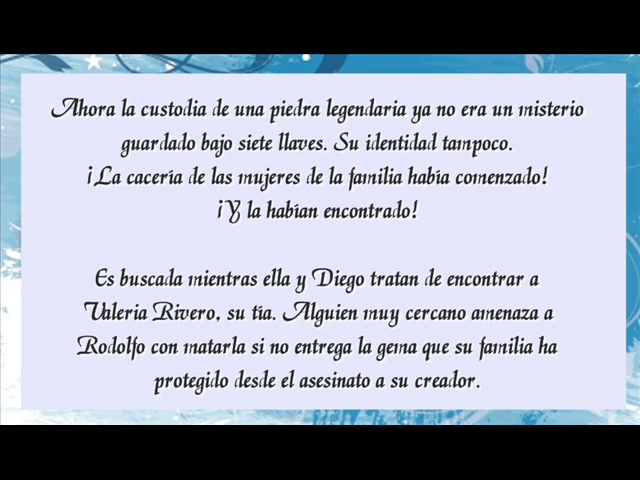 Ahora la custodia de una piedra legendaria ya no era un misterio
guardado bajo siete llaves. Su identidad tampoco.
¡La cacería de las mujeres de la familia había comenzado!
¡Y la habían encontrado!
Es buscada mientras ella y Diego tratan de encontrar a
Valeria Rivero, su tía. Alguien muy cercano amenaza a
Rodolfo con matarla si no entrega la gema que su familia ha
protegido desde el asesinato a su creador.